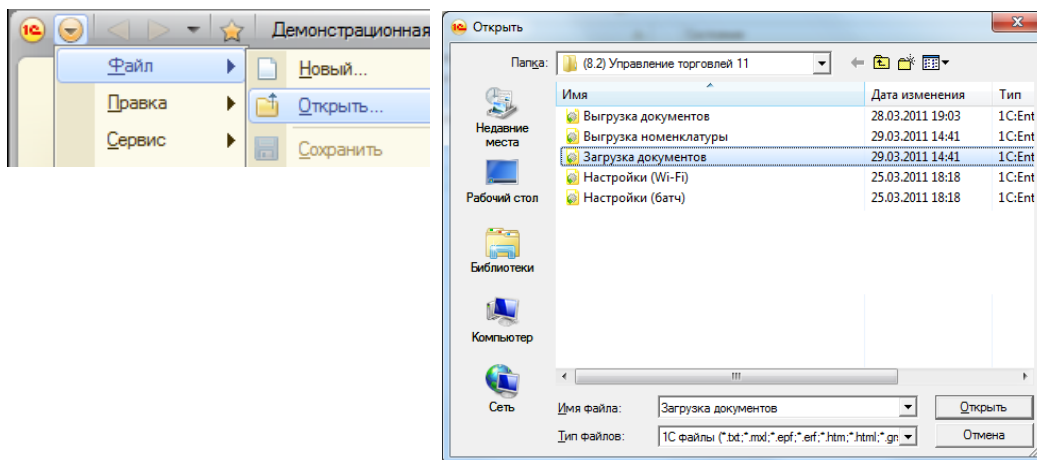 1С
Демонстрационная
Файл
Новый...
Правка
Открыть...
Сервис
Сохранить
1С Открыть
Папка: (8.2) Управление торговлей 11
Имя Дата изменения Тип
Выгрузка документов 28.03.2011 19:03 1C:Ent
Выгрузка номенклатуры 29.03.2011 14:41 1C:Ent
Загрузка документов 29.03.2011 14:41 1C:Ent
Настройки (Wi-Fi) 25.03.2011 18:18 1C:Ent
Настройки (батч) 25.03.2011 18:18 1C:Ent
Недавние
места
Рабочий стол
Библиотеки
Компьютер
Сеть
Имя файла: Загрузка документов Открыть
Тип файлов: 1С файлы (*.txt;*.mxl;*.epf;*.erf;*.htm;*.html;*.gr Отмена